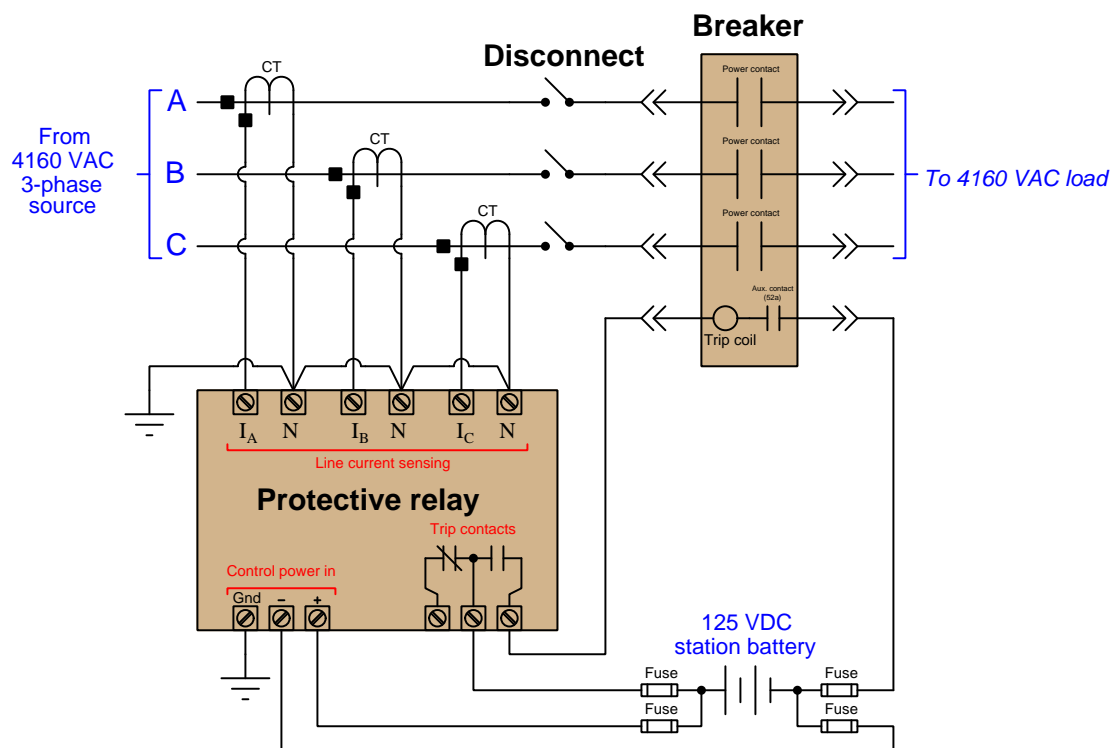 Breaker
Disconnect
CT
Power contact
A
From
4160 VAC
3-phase
source
CT
Power contact
B
To 4160 VAC load
CT
Power contact
C
Aux. contact
(52a)
Trip coil
IA N IB N IC N
Line current sensing
Protective relay
Trip contacts
Control power in
Gnd − +
125 VDC
station battery
Fuse
Fuse
Fuse
Fuse